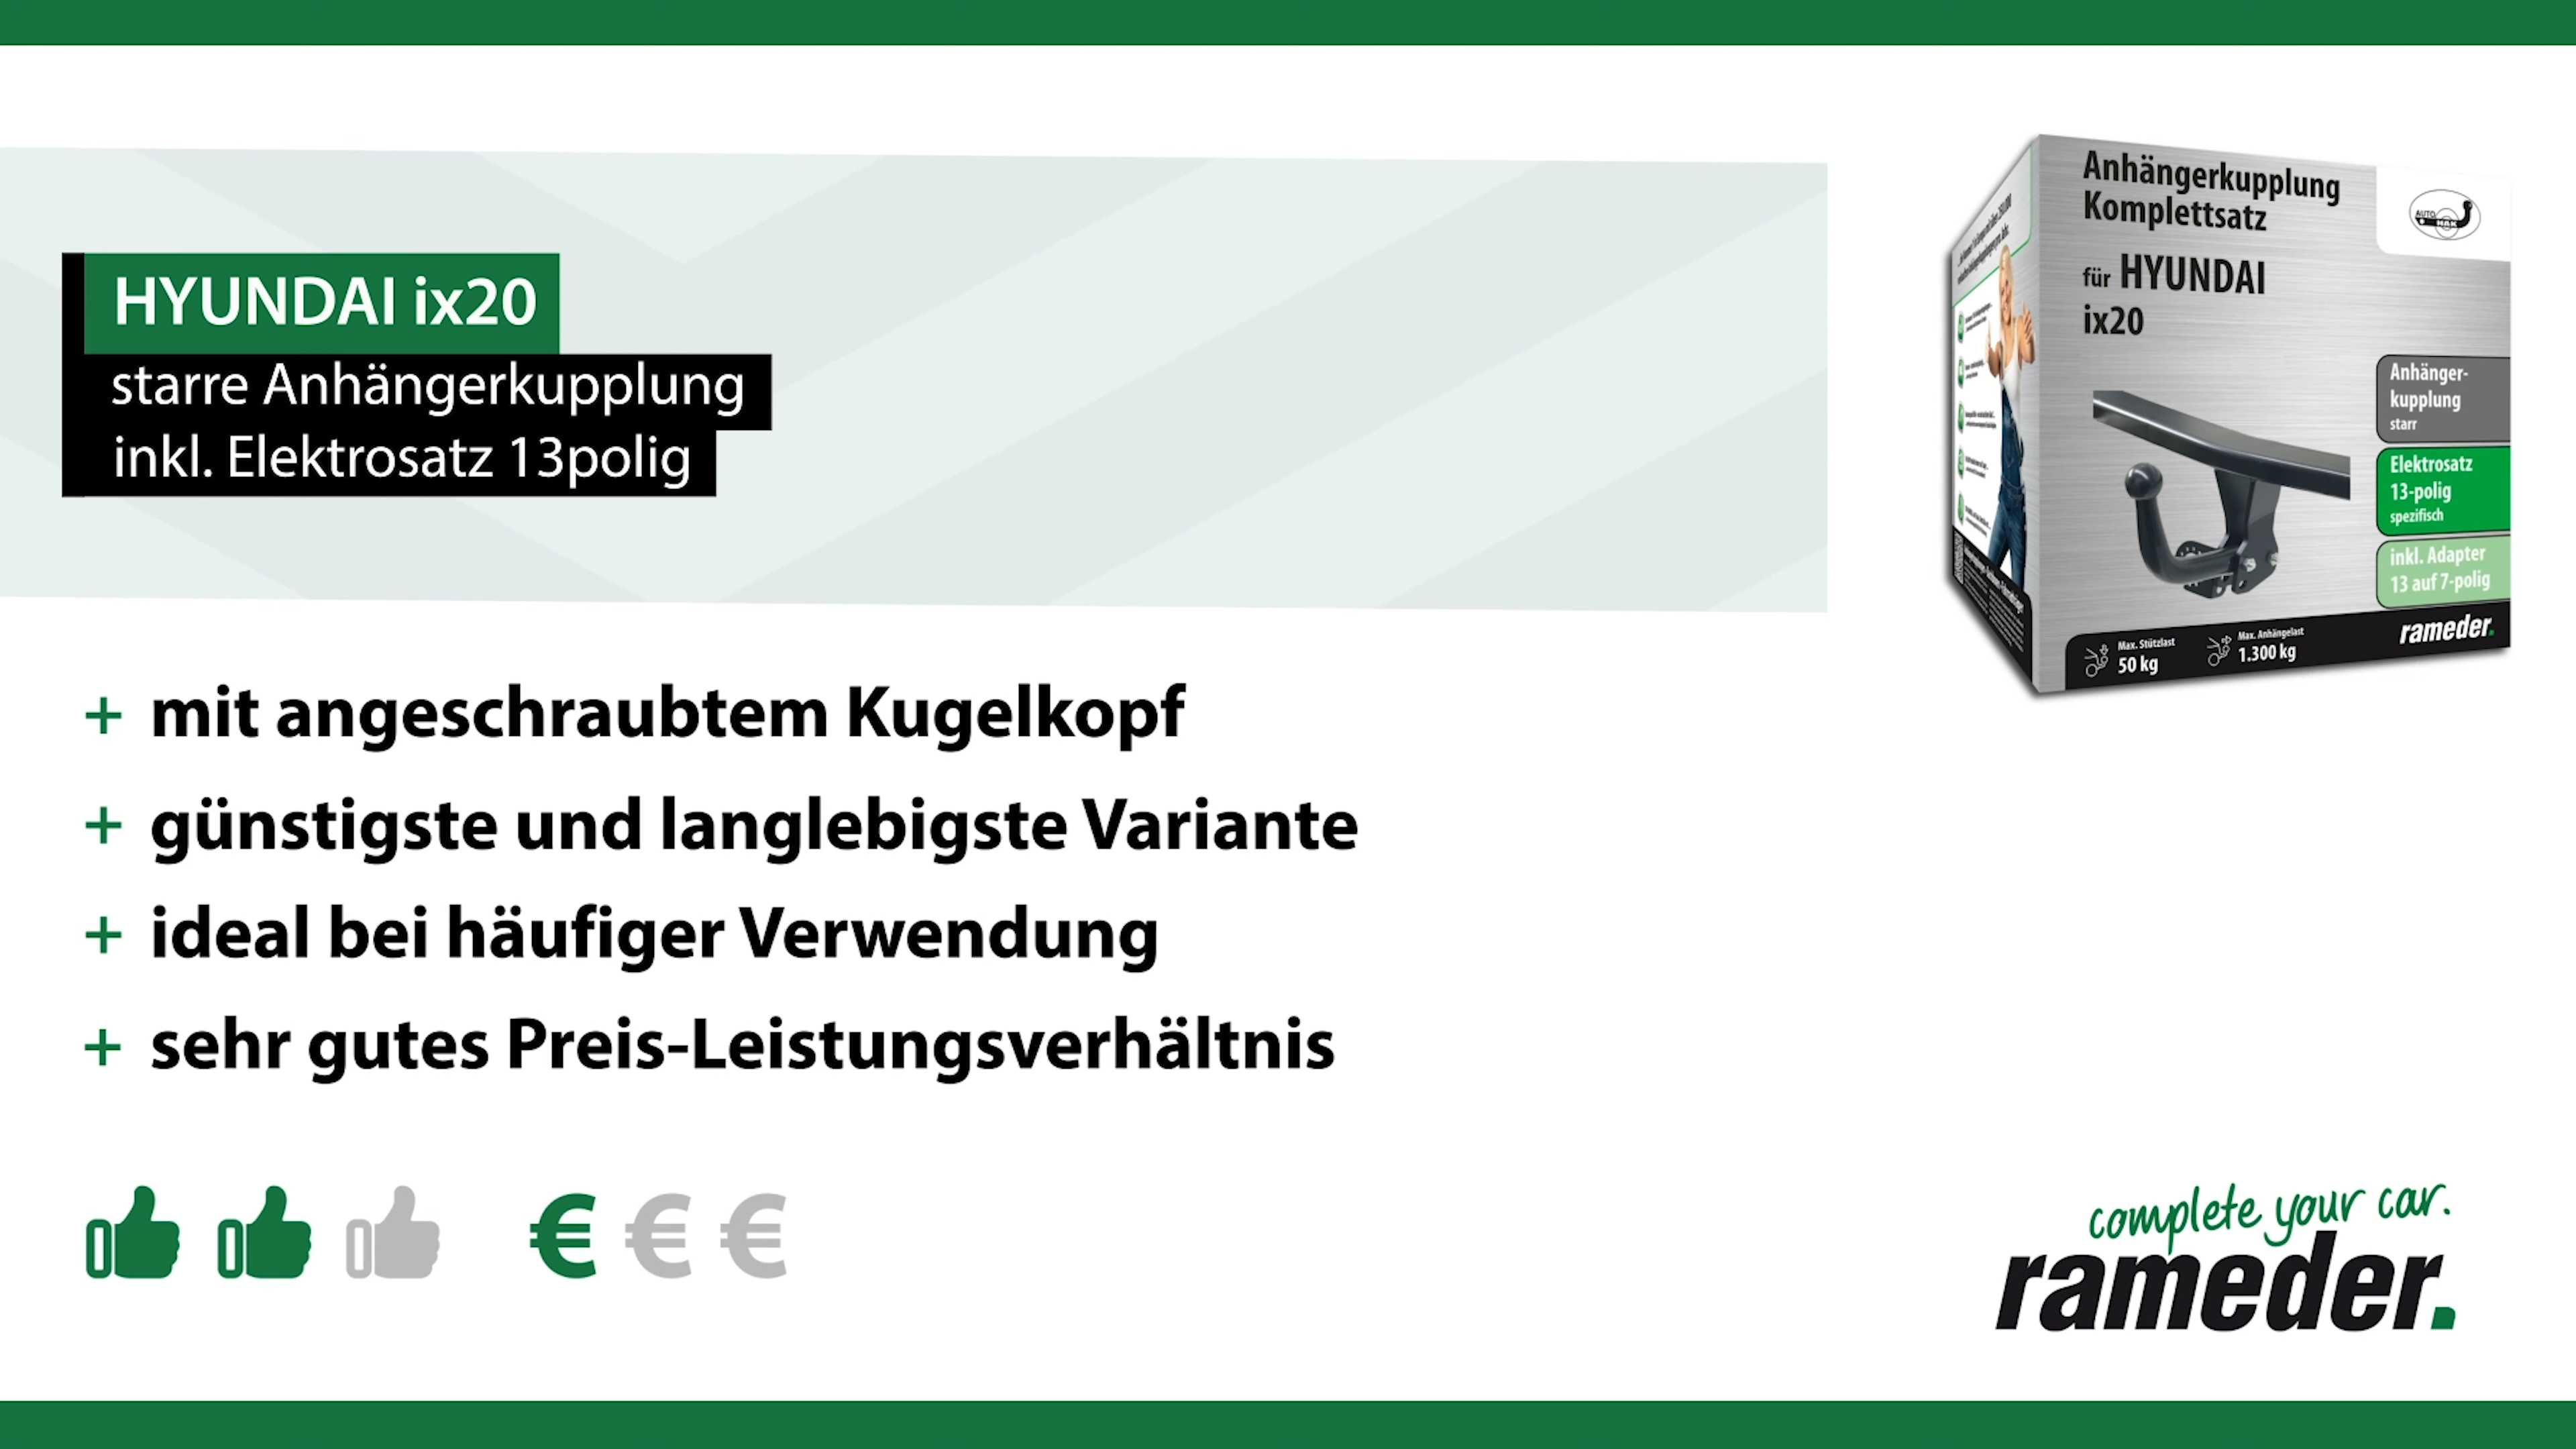 HYUNDAI ix20
starre Anhängerkupplung
inkl. Elektrosatz 13polig
Anhängerkupplung
Komplettsatz
für HYUNDAI
ix20
AUTO
Anhänger-
kupplung
starr
Elektrosatz
13-polig
spezifisch
inkl. Adapter
13 auf 7-polig
Max. Stützlast
50 kg
Max. Anhängelast
1.300 kg
rameder.
+ mit angeschraubtem Kugelkopf
+ günstigste und langlebigste Variante
+ ideal bei häufiger Verwendung
+ sehr gutes Preis-Leistungsverhältnis
€ € €
complete your car.
rameder.